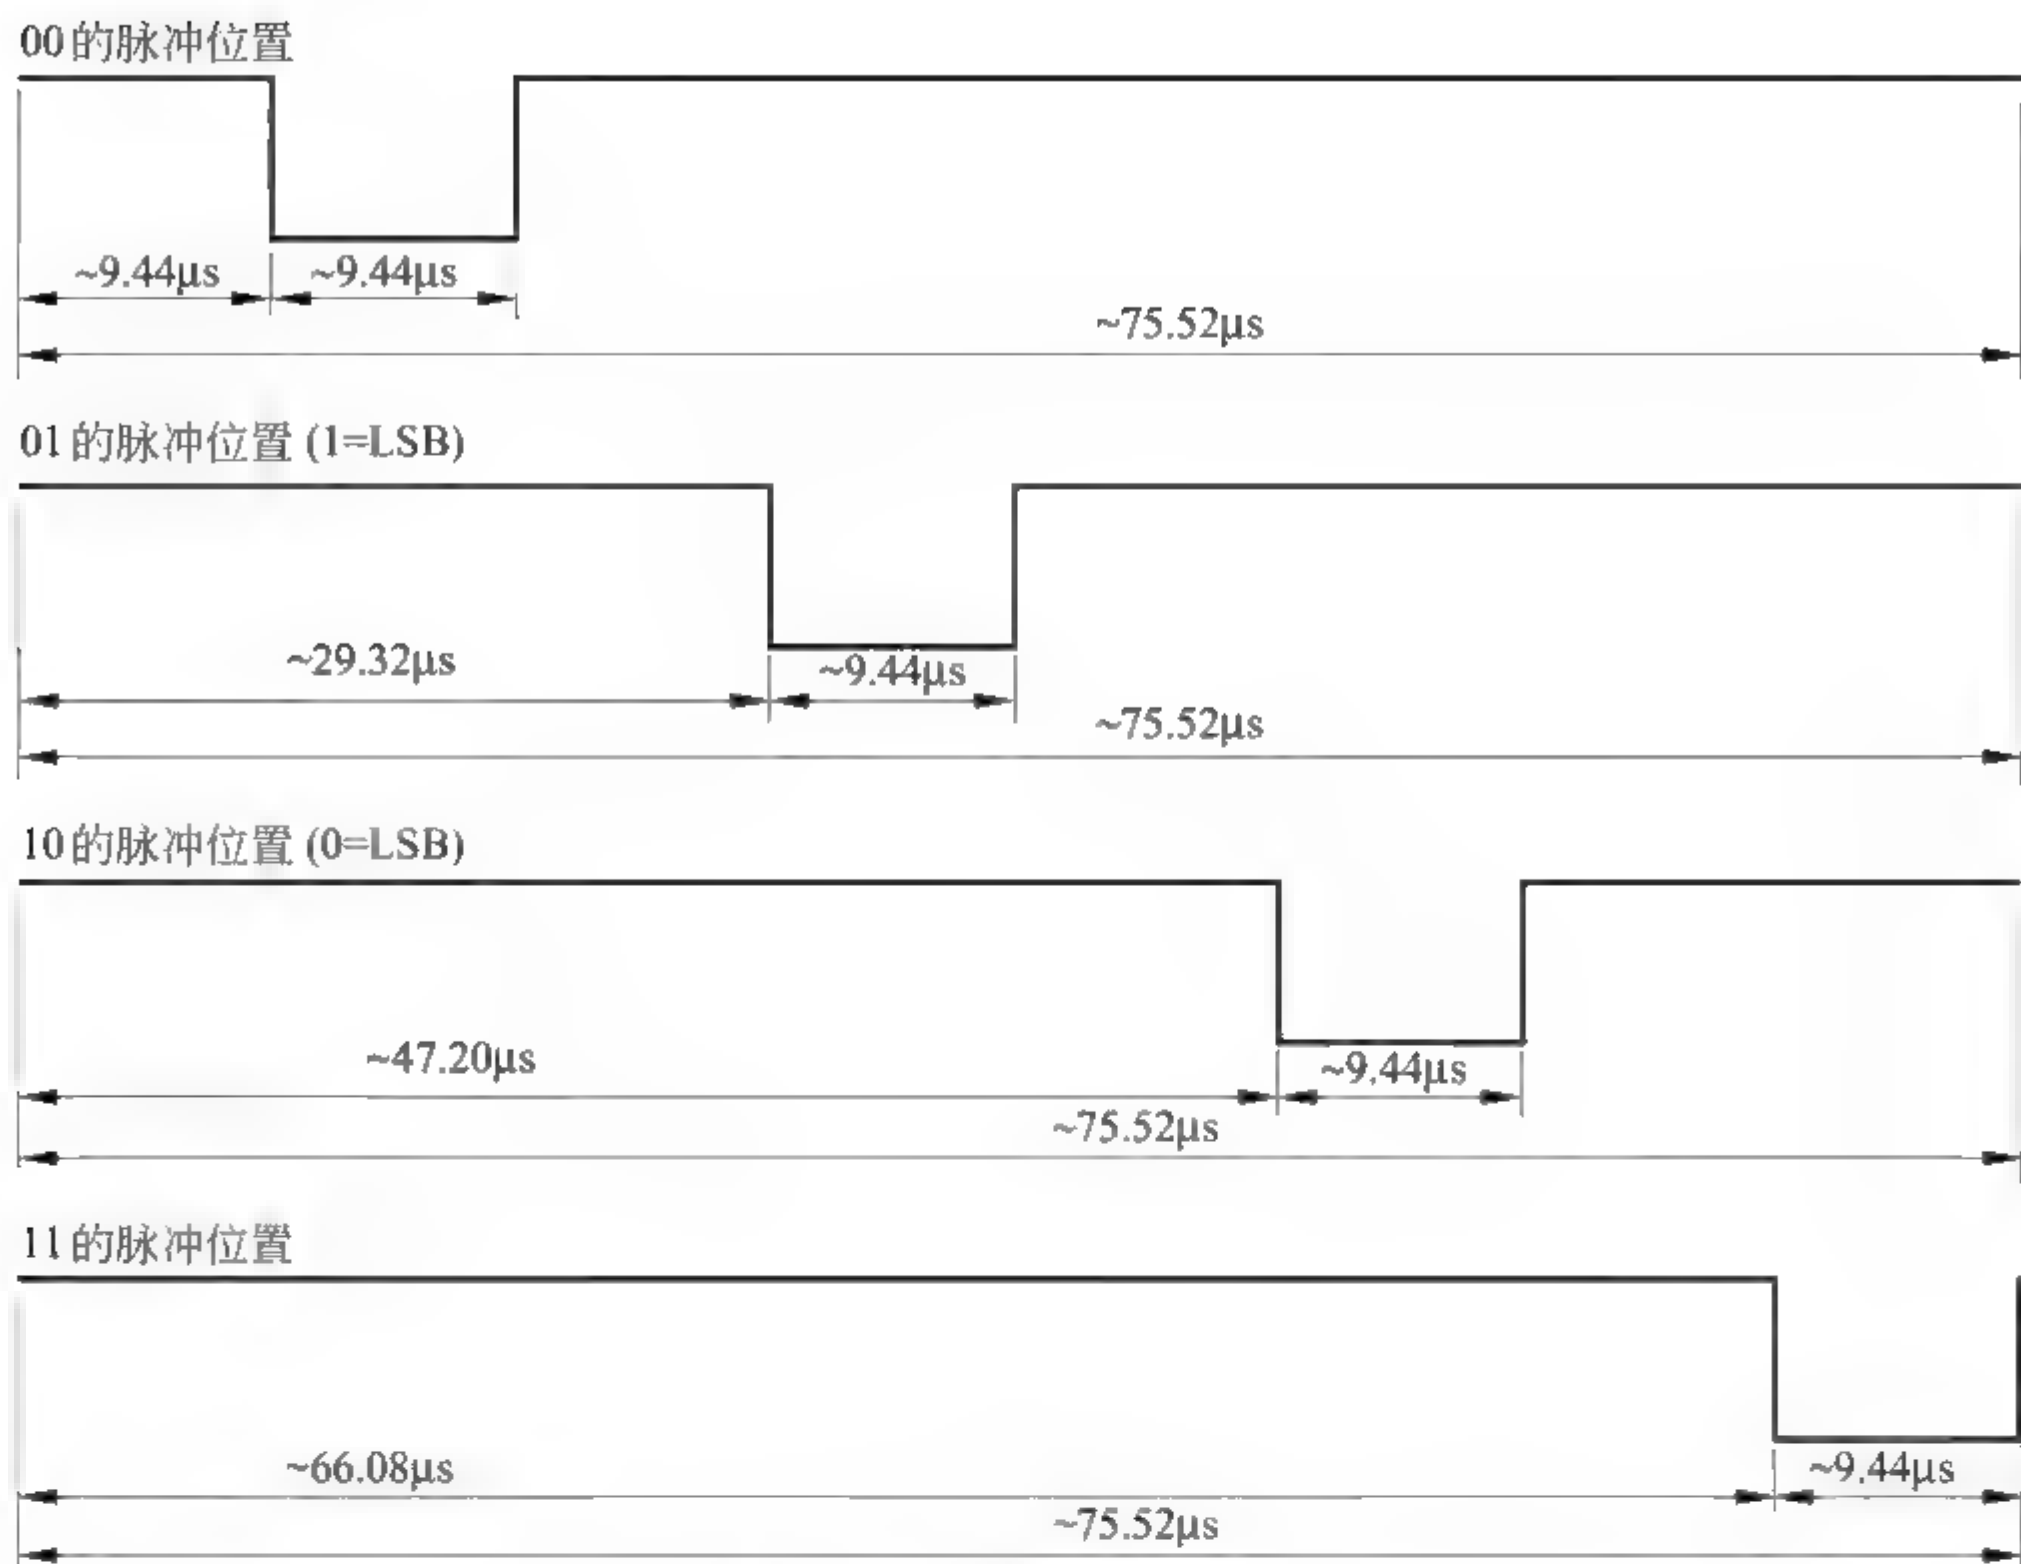 00的脉冲位置
~9.44μs ~9.44μs
~75.52μs
01的脉冲位置 (1=LSB)
~29.32μs ~9.44μs
~75.52μs
10的脉冲位置 (0=LSB)
~47.20μs ~9.44μs
~75.52μs
11的脉冲位置
~66.08μs ~9.44μs
~75.52μs